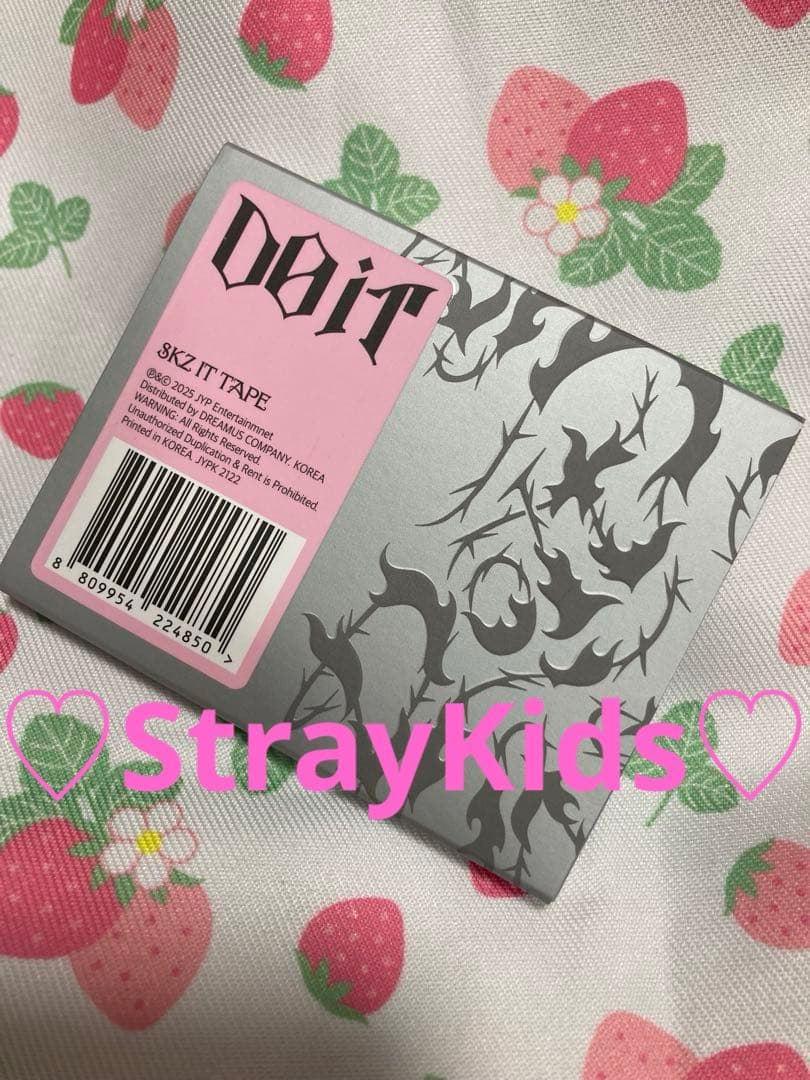 DO iT
SKZ IT TAPE
℗&© 2025 JYP Entertainmnet
Distributed by DREAMUS COMPANY. KOREA
WARNING: All Rights Reserved.
Unauthorized Duplication & Rent is Prohibited.
Printed in KOREA. JYPK 2122
8 809954 224850 >
♡StrayKids♡